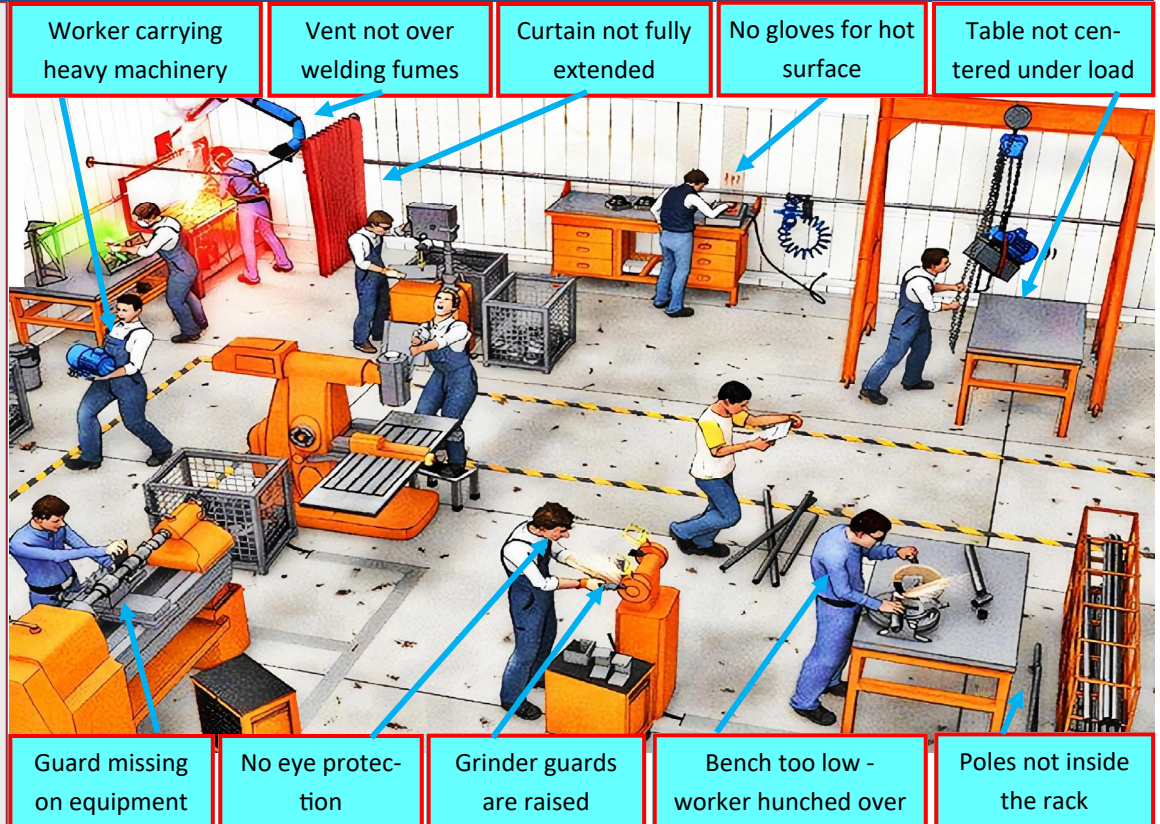 Worker carrying
heavy machinery
Vent not over
welding fumes
Curtain not fully
extended
No gloves for hot
surface
Table not cen-
tered under load
Guard missing
on equipment
No eye protec-
tion
Grinder guards
are raised
Bench too low -
worker hunched over
Poles not inside
the rack